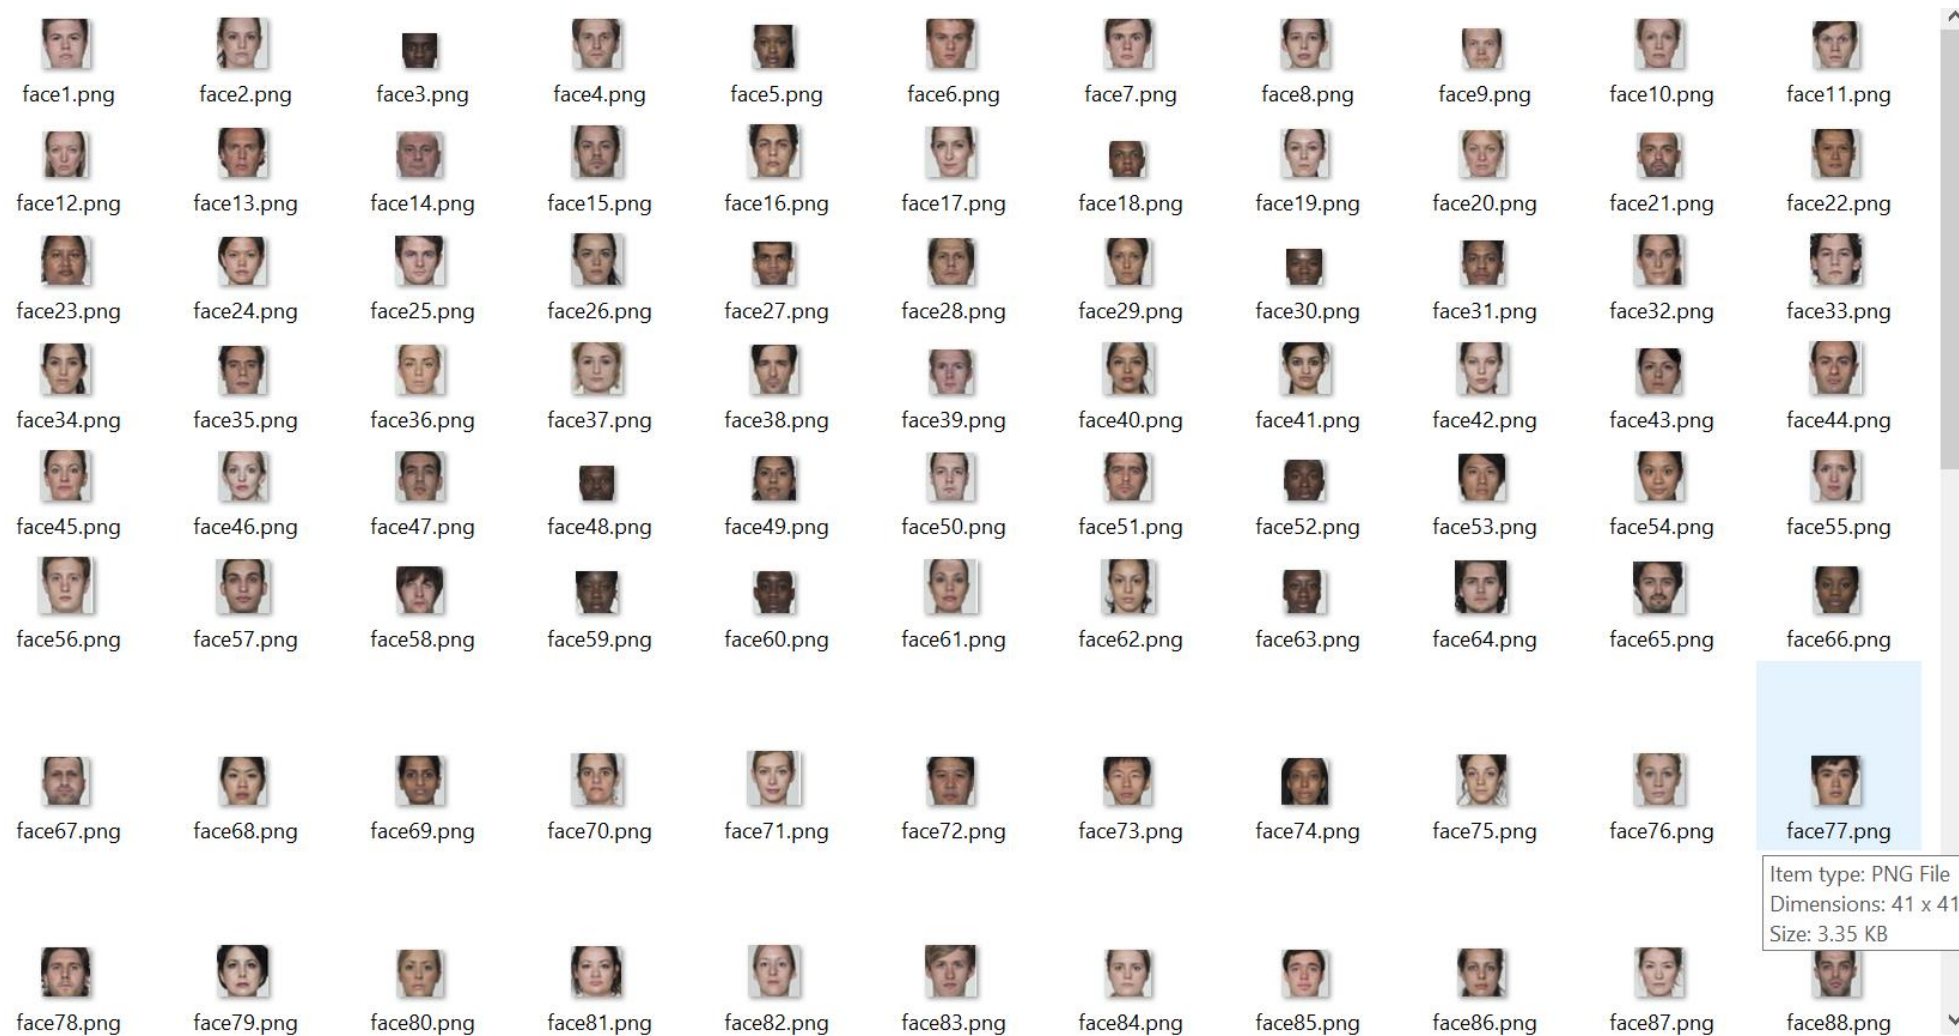 face1.png face2.png face3.png face4.png face5.png face6.png face7.png face8.png face9.png face10.png face11.png
face12.png face13.png face14.png face15.png face16.png face17.png face18.png face19.png face20.png face21.png face22.png
face23.png face24.png face25.png face26.png face27.png face28.png face29.png face30.png face31.png face32.png face33.png
face34.png face35.png face36.png face37.png face38.png face39.png face40.png face41.png face42.png face43.png face44.png
face45.png face46.png face47.png face48.png face49.png face50.png face51.png face52.png face53.png face54.png face55.png
face56.png face57.png face58.png face59.png face60.png face61.png face62.png face63.png face64.png face65.png face66.png
face67.png face68.png face69.png face70.png face71.png face72.png face73.png face74.png face75.png face76.png face77.png
Item type: PNG File
Dimensions: 41 x 41
Size: 3.35 KB
face78.png face79.png face80.png face81.png face82.png face83.png face84.png face85.png face86.png face87.png face88.png